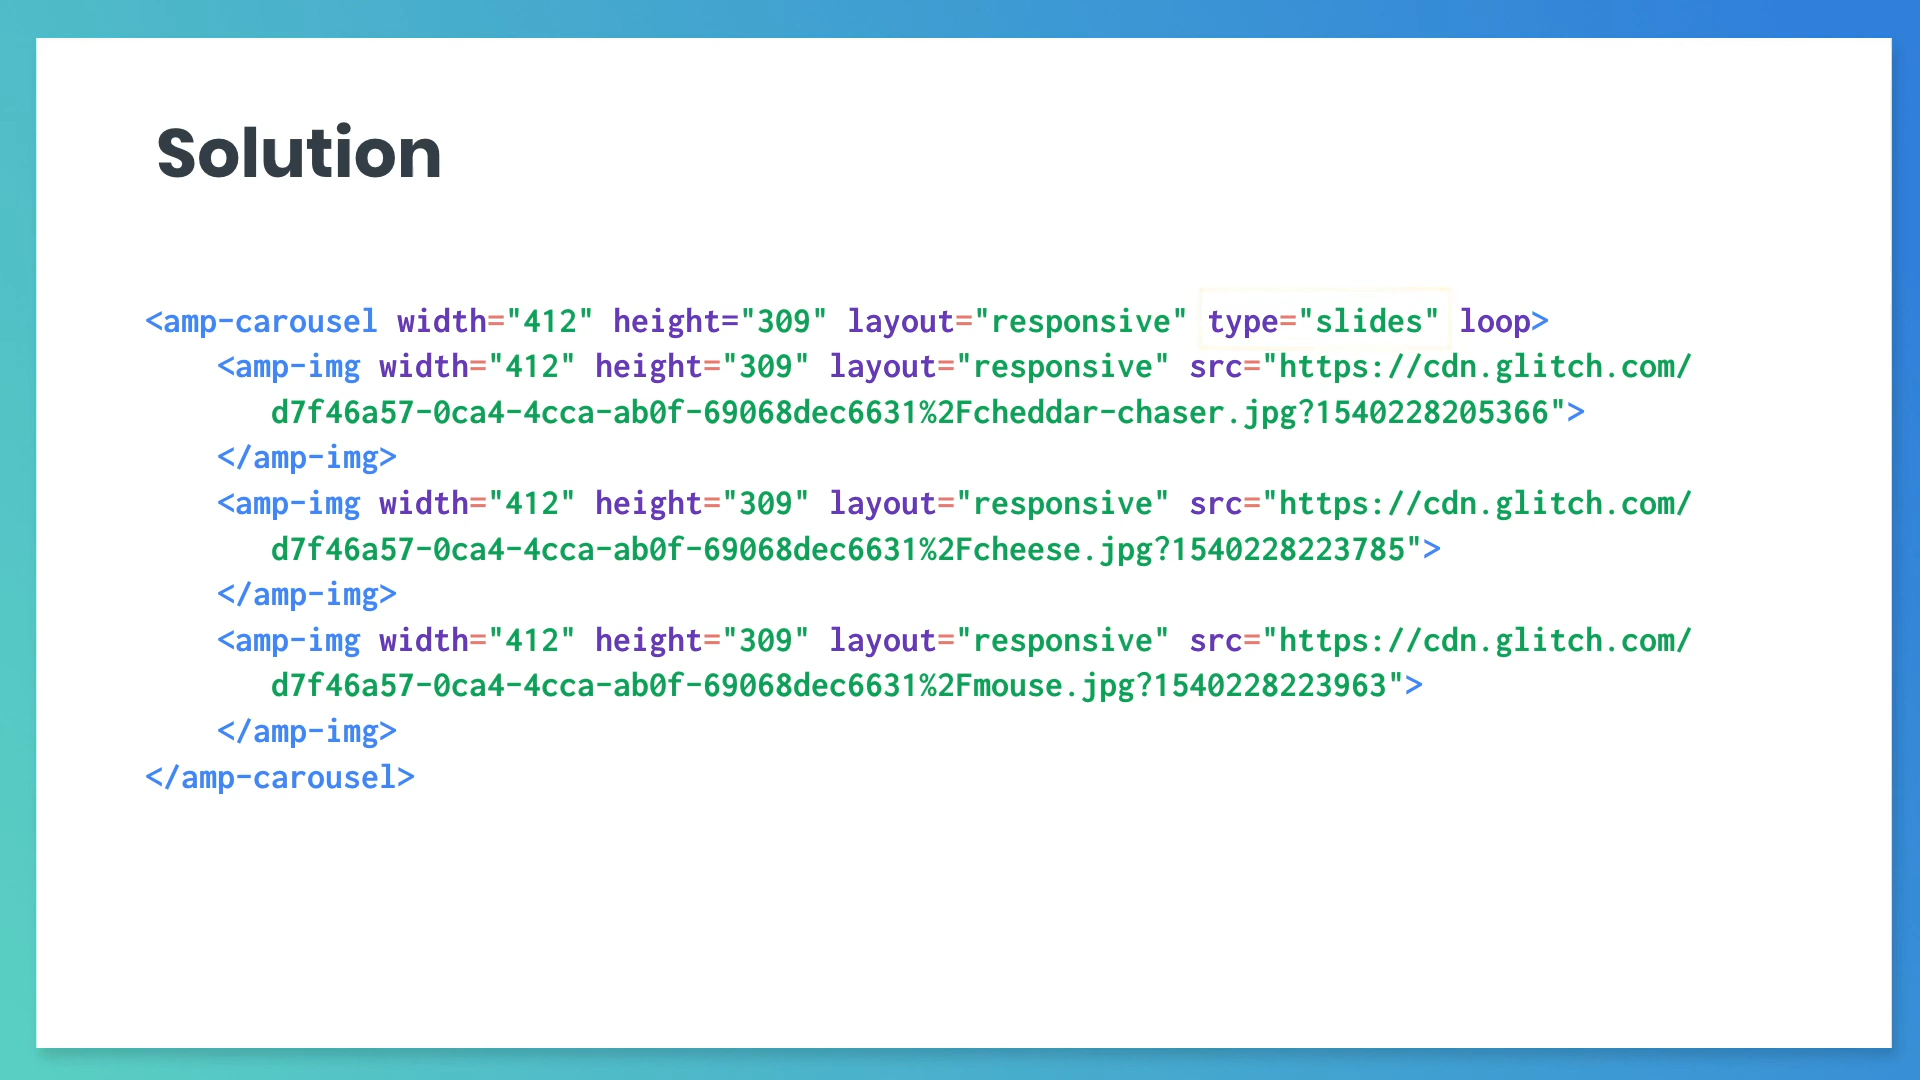 Solution
<amp-carousel width="412" height="309" layout="responsive" type="slides" loop>
<amp-img width="412" height="309" layout="responsive" src="https://cdn.glitch.com/
d7f46a57-0ca4-4cca-ab0f-69068dec6631%2Fcheddar-chaser.jpg?1540228205366">
</amp-img>
<amp-img width="412" height="309" layout="responsive" src="https://cdn.glitch.com/
d7f46a57-0ca4-4cca-ab0f-69068dec6631%2Fcheese.jpg?1540228223785">
</amp-img>
<amp-img width="412" height="309" layout="responsive" src="https://cdn.glitch.com/
d7f46a57-0ca4-4cca-ab0f-69068dec6631%2Fmouse.jpg?1540228223963">
</amp-img>
</amp-carousel>